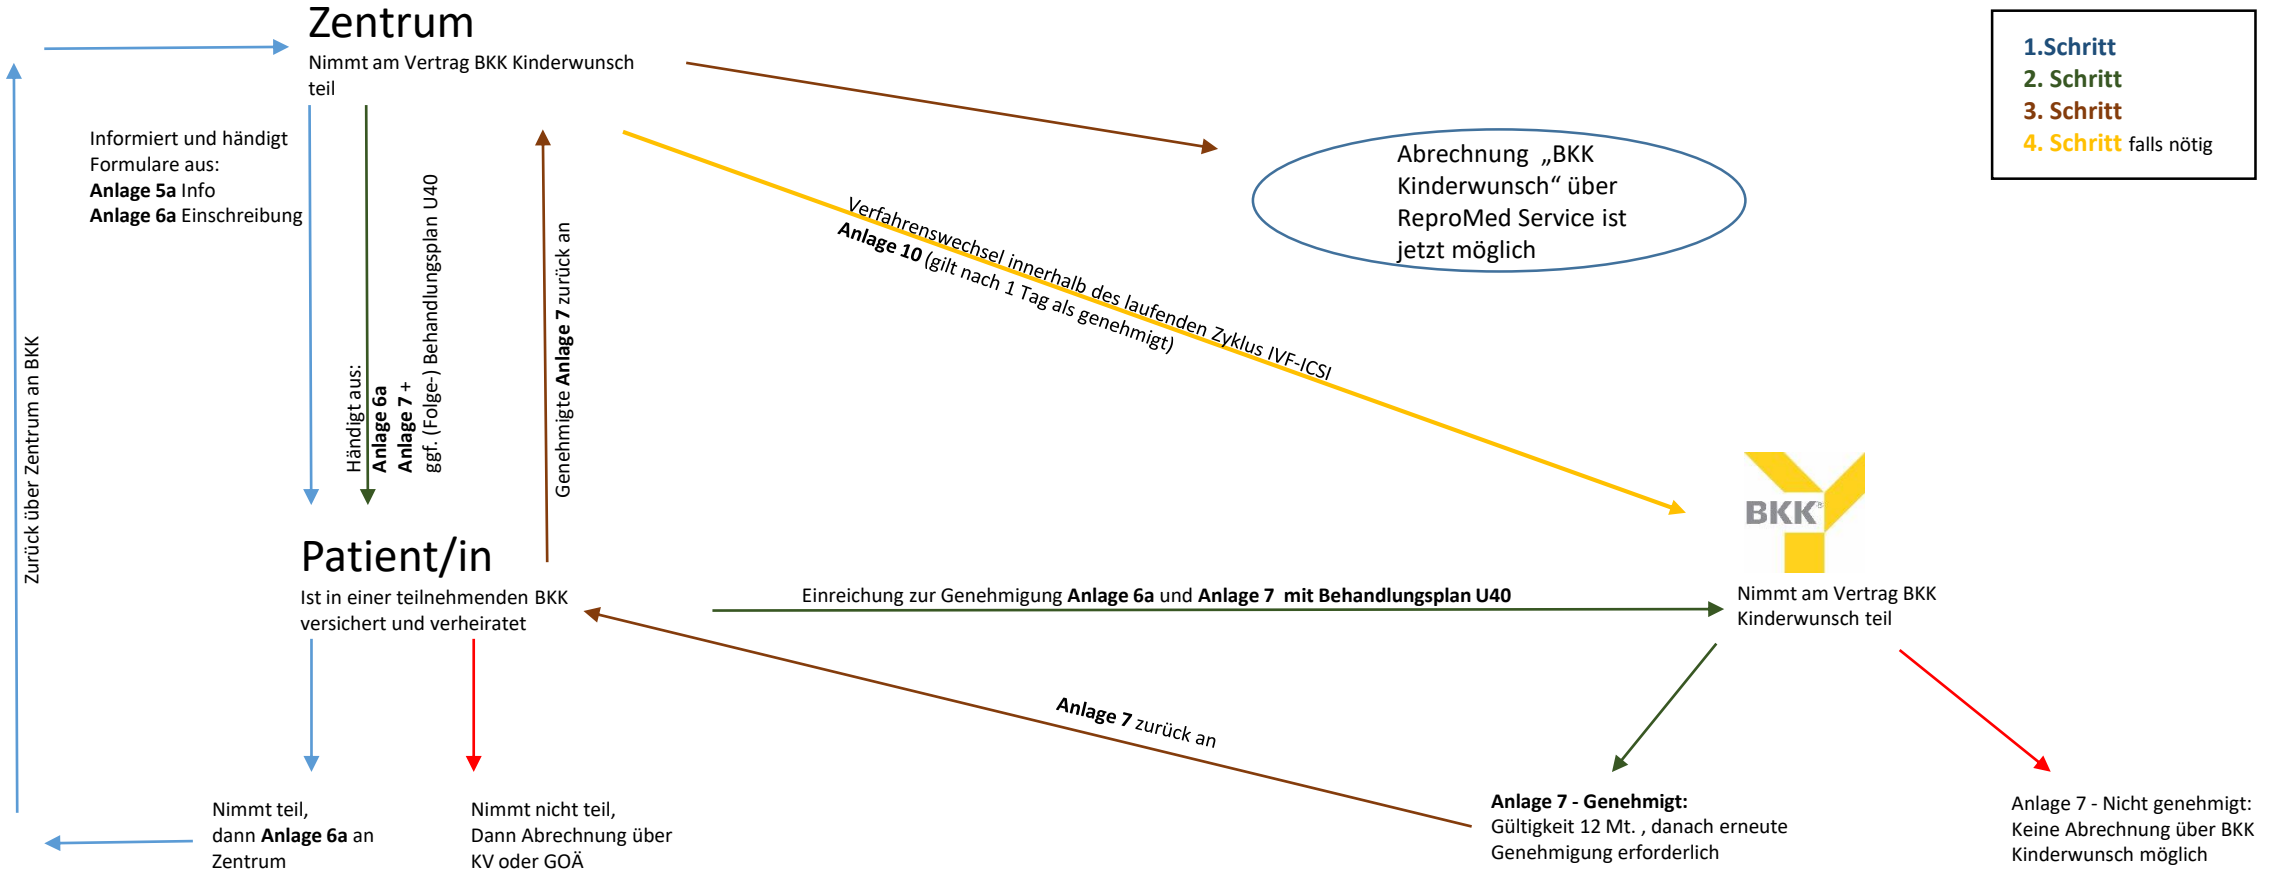 Zentrum
Nimmt am Vertrag BKK Kinderwunsch
teil
1.Schritt
2. Schritt
3. Schritt
4. Schritt falls nötig
Informiert und händigt
Formulare aus:
Anlage 5a Info
Anlage 6a Einschreibung
Abrechnung „BKK
Kinderwunsch“ über
ReproMed Service ist
jetzt möglich
Zurück über Zentrum an BKK
Händigt aus:
Anlage 6a
Anlage 7 +
ggf. (Folge-) Behandlungsplan U40
Genehmigte Anlage 7 zurück an
Verfahrenswechsel innerhalb des laufenden Zyklus IVF-ICSI
Anlage 10 (gilt nach 1 Tag als genehmigt)
BKK®
Patient/in
Ist in einer teilnehmenden BKK
versichert und verheiratet
Einreichung zur Genehmigung Anlage 6a und Anlage 7 mit Behandlungsplan U40
Nimmt am Vertrag BKK
Kinderwunsch teil
Anlage 7 zurück an
Nimmt teil,
dann Anlage 6a an
Zentrum
Nimmt nicht teil,
Dann Abrechnung über
KV oder GOÄ
Anlage 7 - Genehmigt:
Gültigkeit 12 Mt. , danach erneute
Genehmigung erforderlich
Anlage 7 - Nicht genehmigt:
Keine Abrechnung über BKK
Kinderwunsch möglich